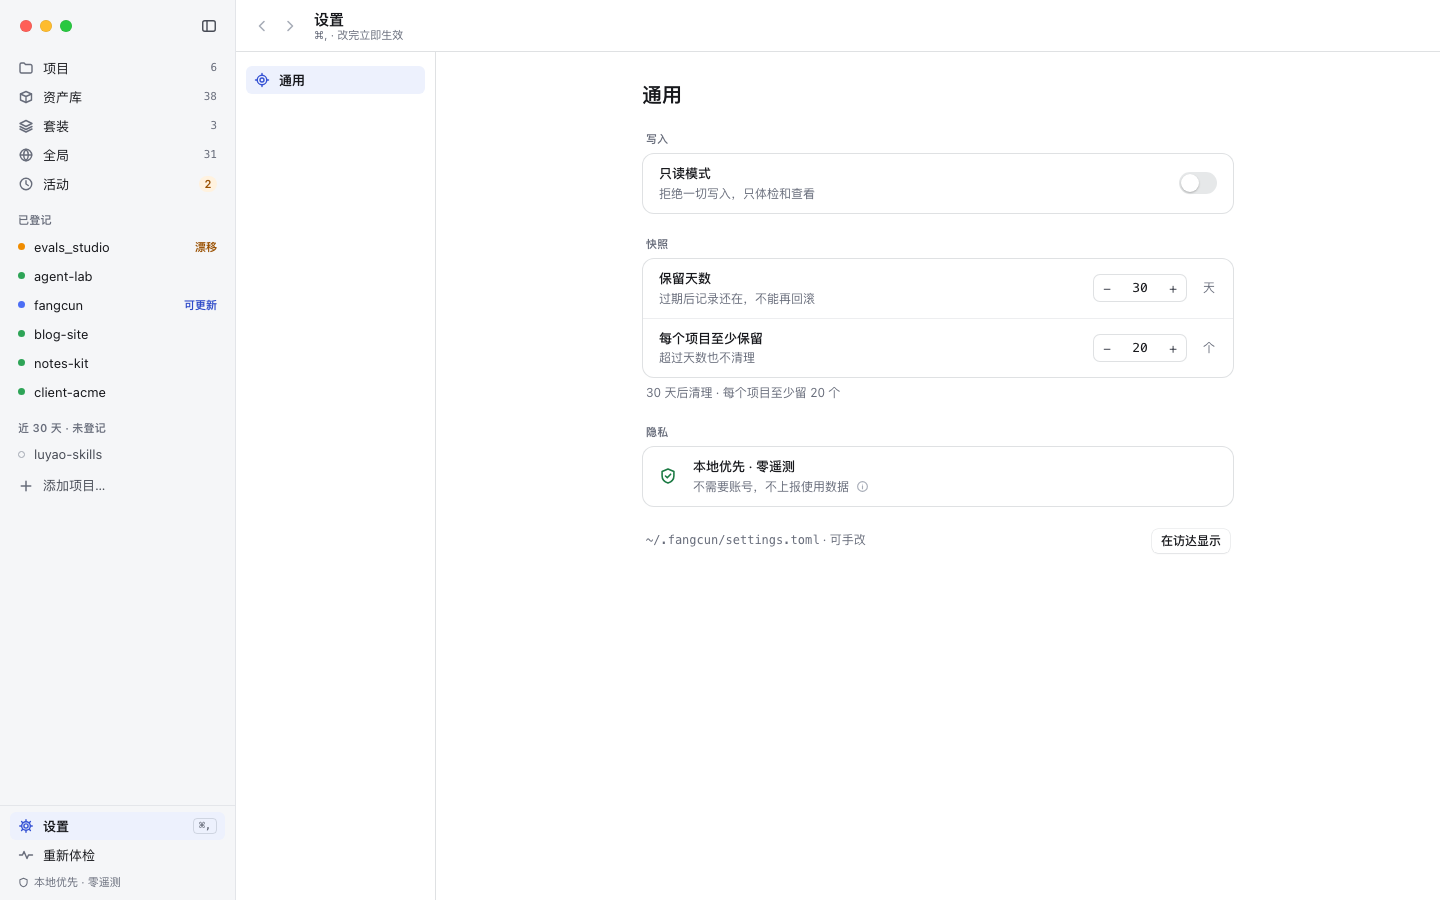 设置
⌘, · 改完立即生效
项目 6
资产库 38
套装 3
全局 31
活动 2
已登记
evals_studio 漂移
agent-lab
fangcun 可更新
blog-site
notes-kit
client-acme
近 30 天 · 未登记
luyao-skills
添加项目...
设置 ⌘,
重新体检
本地优先 · 零遥测
通用
通用
写入
只读模式
拒绝一切写入，只体检和查看
快照
保留天数
过期后记录还在，不能再回滚
− 30 + 天
每个项目至少保留
超过天数也不清理
− 20 + 个
30 天后清理 · 每个项目至少留 20 个
隐私
本地优先 · 零遥测
不需要账号，不上报使用数据
~/.fangcun/settings.toml · 可手改
在访达显示